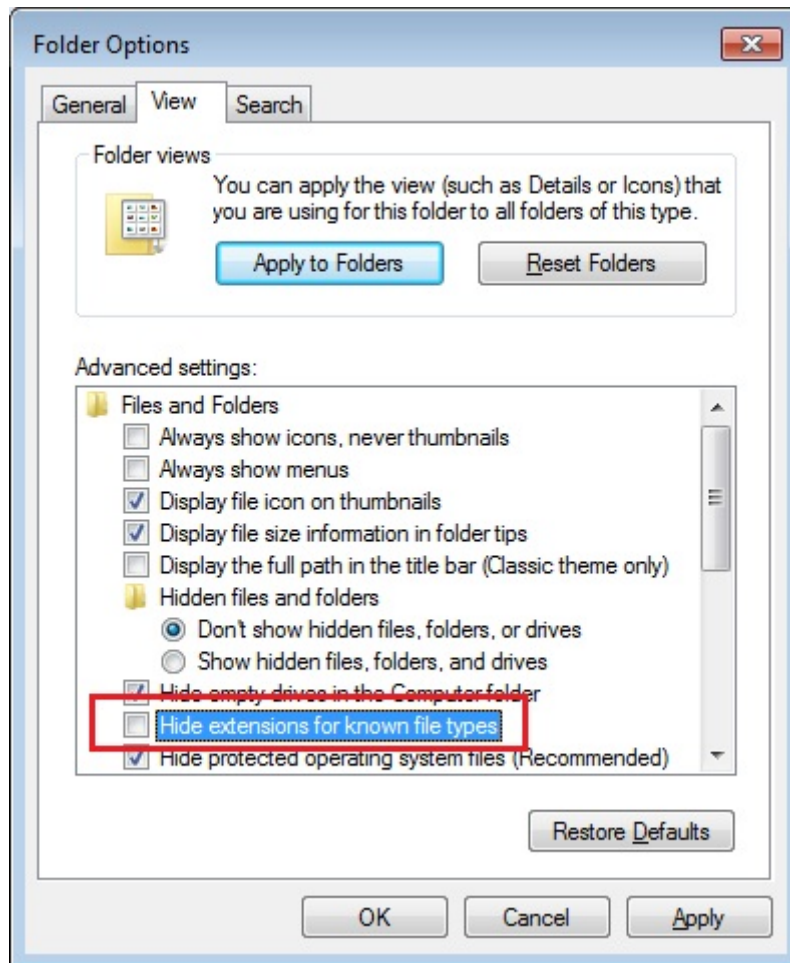 Folder Options
General View Search
Folder views
You can apply the view (such as Details or Icons) that
you are using for this folder to all folders of this type.
Apply to Folders Reset Folders
Advanced settings:
Files and Folders
Always show icons, never thumbnails
Always show menus
Display file icon on thumbnails
Display file size information in folder tips
Display the full path in the title bar (Classic theme only)
Hidden files and folders
Don't show hidden files, folders, or drives
Show hidden files, folders, and drives
Hide empty drives in the Computer folder
Hide extensions for known file types
Hide protected operating system files (Recommended)
Restore Defaults
OK Cancel Apply